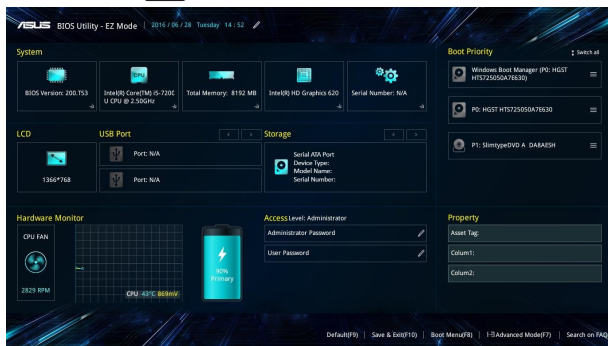 ASUS BIOS Utility - EZ Mode
2016 / 06 / 28 Tuesday 14 : 52
System
BIOS Version: 200.T53
CPU
Intel(R) Core(TM) i5-7200
U CPU @ 2.50GHz
Total Memory: 8192 MB
Intel(R) HD Graphics 620
Serial Number: N/A
Boot Priority
Switch all
Windows Boot Manager (P0: HGST
HTS725050A76630)
P0: HGST HTS725050A7E630
P1: SlimtypeDVD A DA8AESH
LCD
1366*768
USB Port
Port: N/A
Port: N/A
Storage
Serial ATA Port
Device Type:
Model Name:
Serial Number:
Hardware Monitor
CPU FAN
2829 RPM
CPU 43°C 869mV
90%
Primary
Access Level: Administrator
Administrator Password
User Password
Property
Asset Tag:
Colum1:
Colum2:
Default(F9) | Save & Exit(F10) | Boot Menu(F8) | Advanced Mode(F7) | Search on FAQ